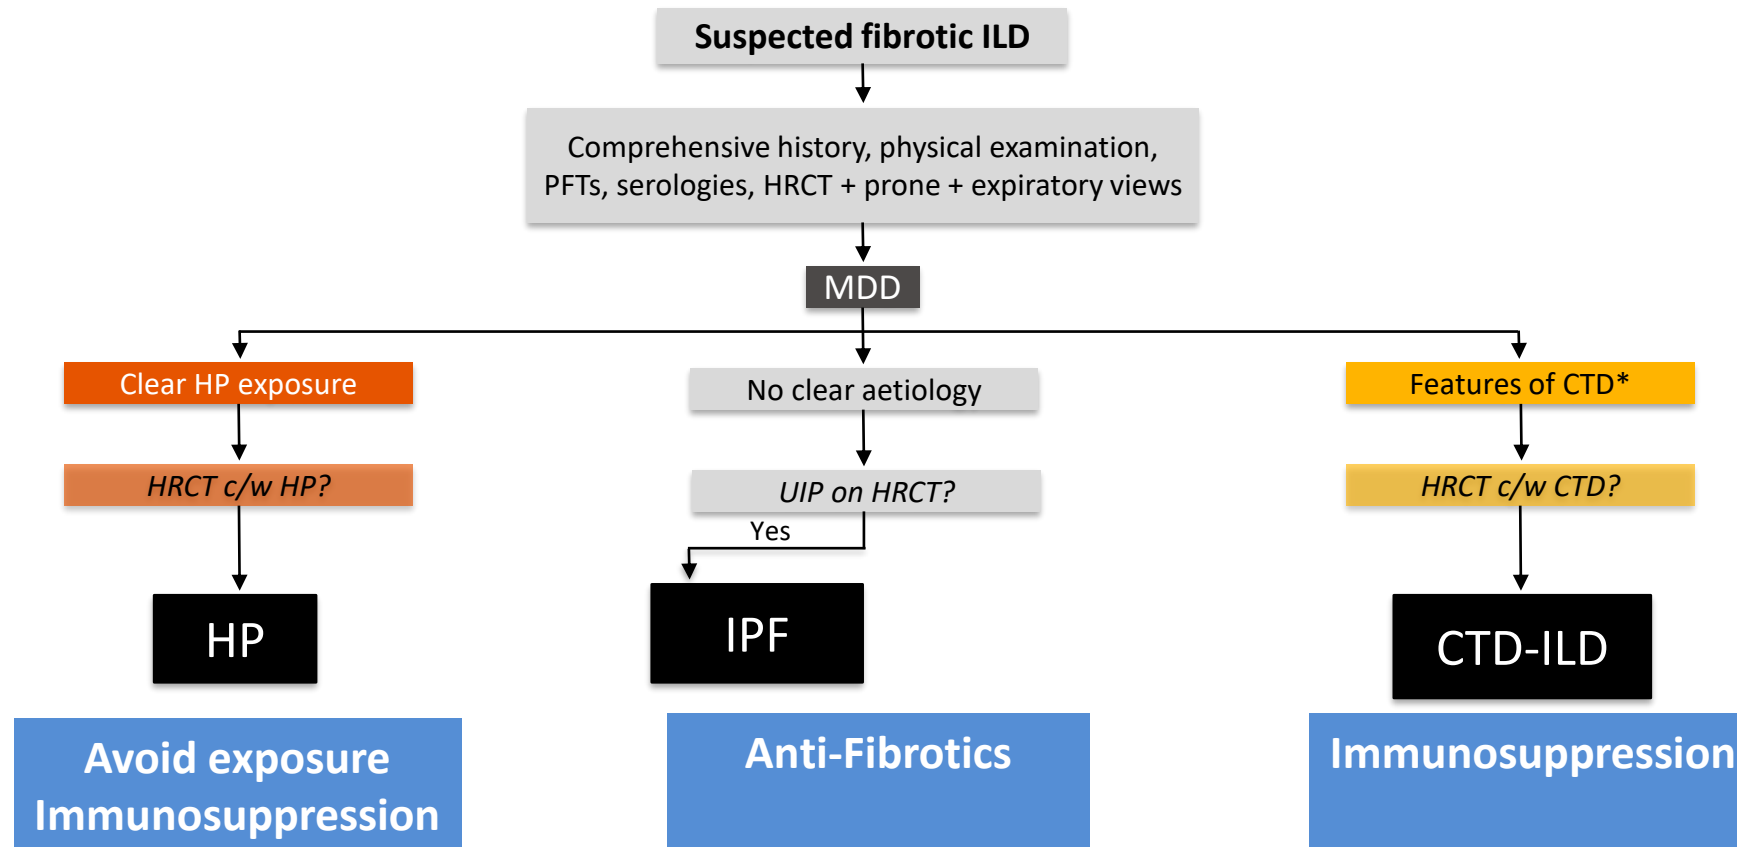 Suspected fibrotic ILD
Comprehensive history, physical examination,
PFTs, serologies, HRCT + prone + expiratory views
MDD
Clear HP exposure
No clear aetiology
Features of CTD*
HRCT c/w HP?
UIP on HRCT?
HRCT c/w CTD?
Yes
HP
IPF
CTD-ILD
Avoid exposure
Immunosuppression
Anti-Fibrotics
Immunosuppression